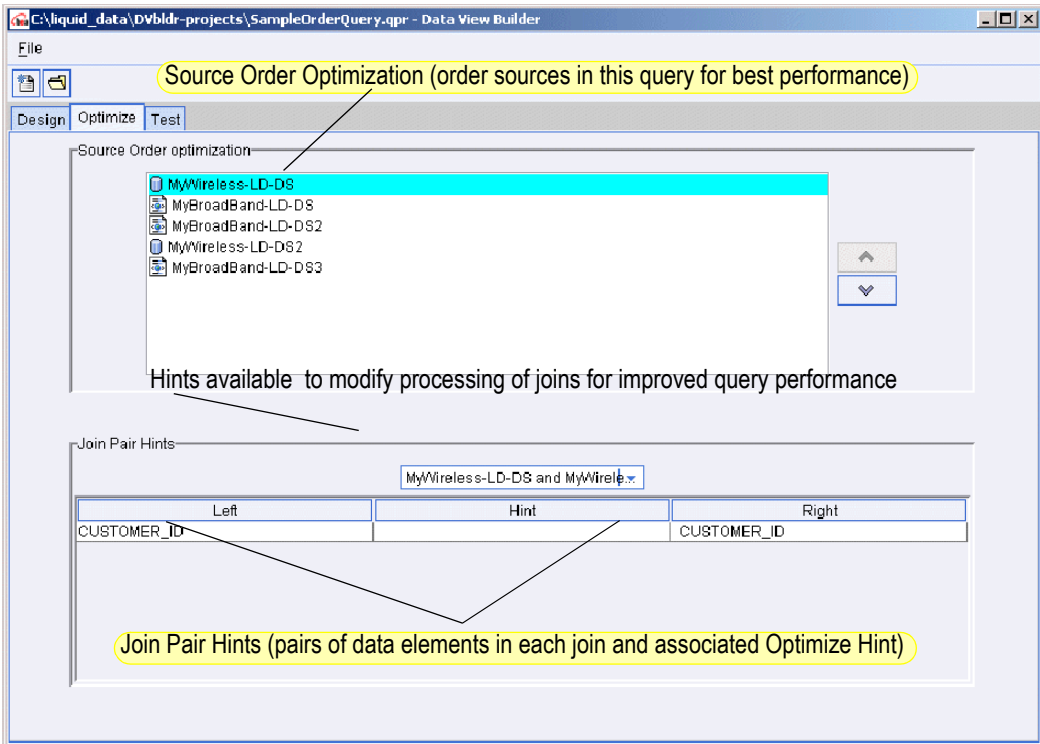 C:\liquid_data\DVbldr-projects\SampleOrderQuery.qpr - Data View Builder
File
Source Order Optimization (order sources in this query for best performance)
Design Optimize Test
Source Order optimization
MyWireless-LD-DS
MyBroadBand-LD-DS
MyBroadBand-LD-DS2
MyWireless-LD-DS2
MyBroadBand-LD-DS3
Hints available to modify processing of joins for improved query performance
Join Pair Hints
MyWireless-LD-DS and MyWirele...
Left Hint Right
CUSTOMER_ID CUSTOMER_ID
Join Pair Hints (pairs of data elements in each join and associated Optimize Hint)